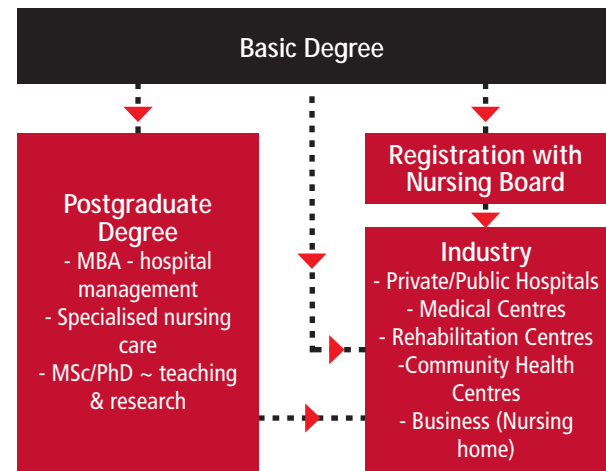 Basic Degree
Postgraduate
Degree
- MBA - hospital
management
- Specialised nursing
care
- MSc/PhD ~ teaching
& research
Registration with
Nursing Board
Industry
- Private/Public Hospitals
- Medical Centres
- Rehabilitation Centres
-Community Health
Centres
- Business (Nursing
home)